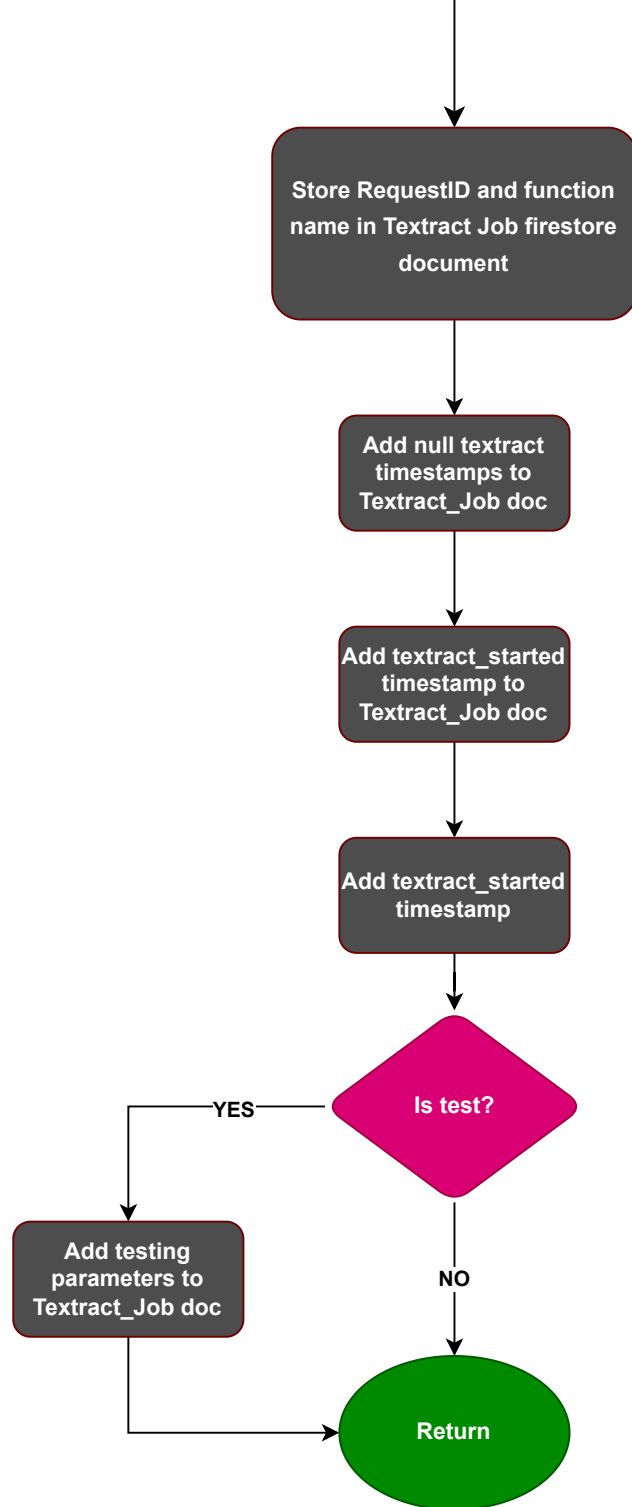 Store RequestID and function
name in Textract Job firestore
document
Add null textract
timestamps to
Textract_Job doc
Add textract_started
timestamp to
Textract_Job doc
Add textract_started
timestamp
Is test?
YES
Add testing
parameters to
Textract_Job doc
NO
Return